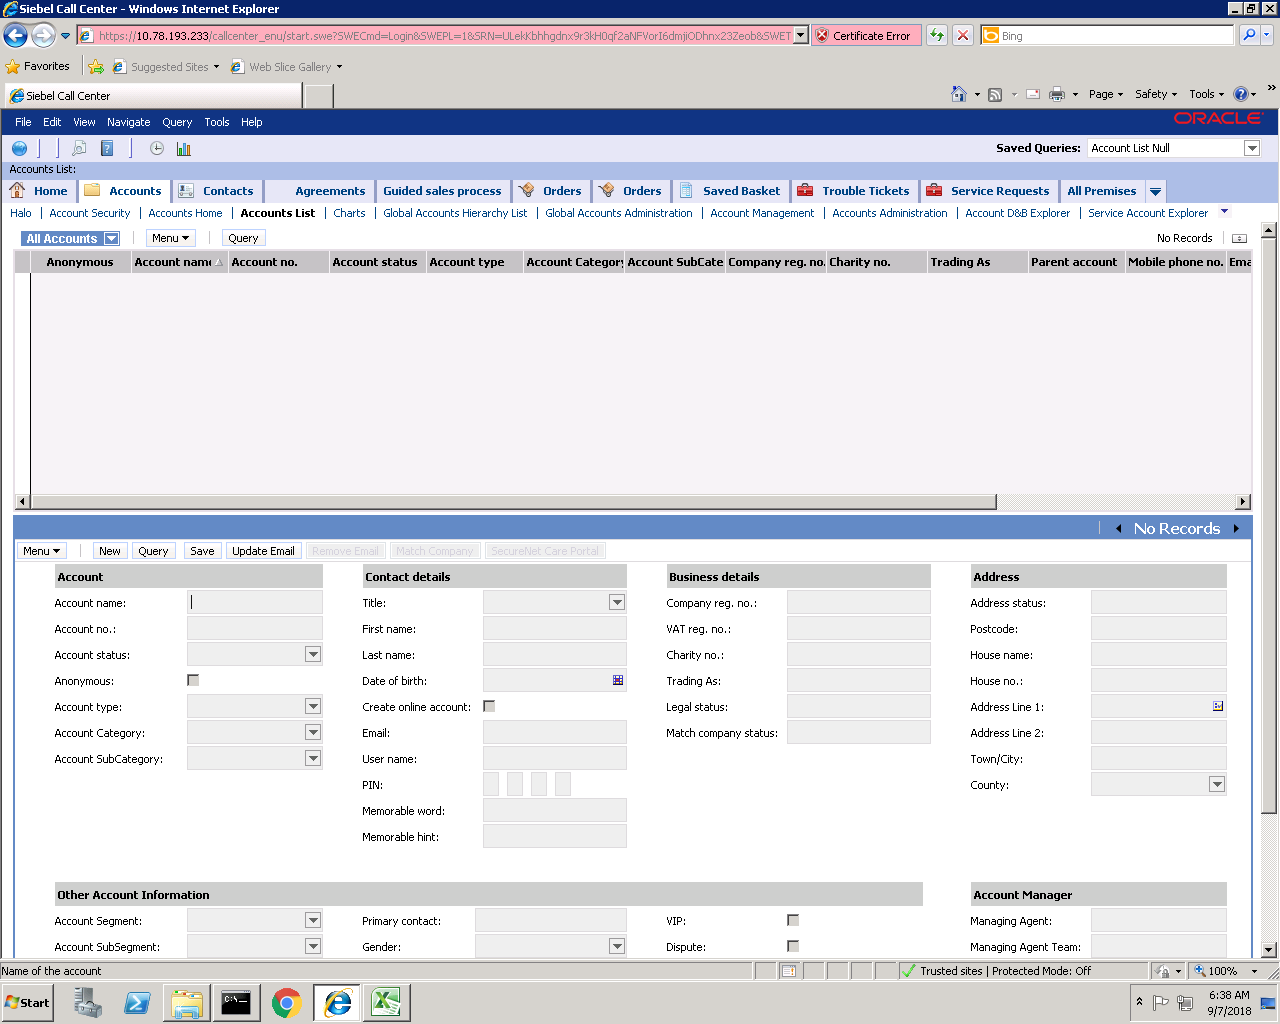 Siebel Call Center - Windows Internet Explorer
https://10.78.193.233/callcenter_enu/start.swe?SWECmd=Login&SWEPL=1&SRN=
Certificate Error
Bing
Favorites
Suggested Sites
Web Slice Gallery
Siebel Call Center
Page
Safety
Tools
File Edit View Navigate Query Tools Help
ORACLE
Saved Queries: Account List Null
Accounts List:
Home Accounts Contacts Agreements Guided sales process Orders Orders Saved Basket Trouble Tickets Service Requests All Premises
Halo | Account Security | Accounts Home | Accounts List | Charts | Global Accounts Hierarchy List | Global Accounts Administration | Account Management | Accounts Administration | Account D&B Explorer | Service Account Explorer
All Accounts Menu Query No Records
Anonymous Account name Account no. Account status Account type Account Category Account SubCate Company reg. no. Charity no. Trading As Parent account Mobile phone no. Ema
No Records
Menu New Query Save Update Email Remove Email Match Company SecureNet Care Portal
Account Contact details Business details Address
Account name: Title: Company reg. no.: Address status:
Account no.: First name: VAT reg. no.: Postcode:
Account status: Last name: Charity no.: House name:
Anonymous: Date of birth: Trading As: House no.:
Account type: Create online account: Legal status: Address Line 1:
Account Category: Email: Match company status: Address Line 2:
Account SubCategory: User name: Town/City:
PIN: County:
Memorable word:
Memorable hint:
Other Account Information Account Manager
Account Segment: Primary contact: VIP: Managing Agent:
Account SubSegment: Gender: Dispute: Managing Agent Team:
Name of the account
Trusted sites | Protected Mode: Off
100%
Start
6:38 AM
9/7/2018